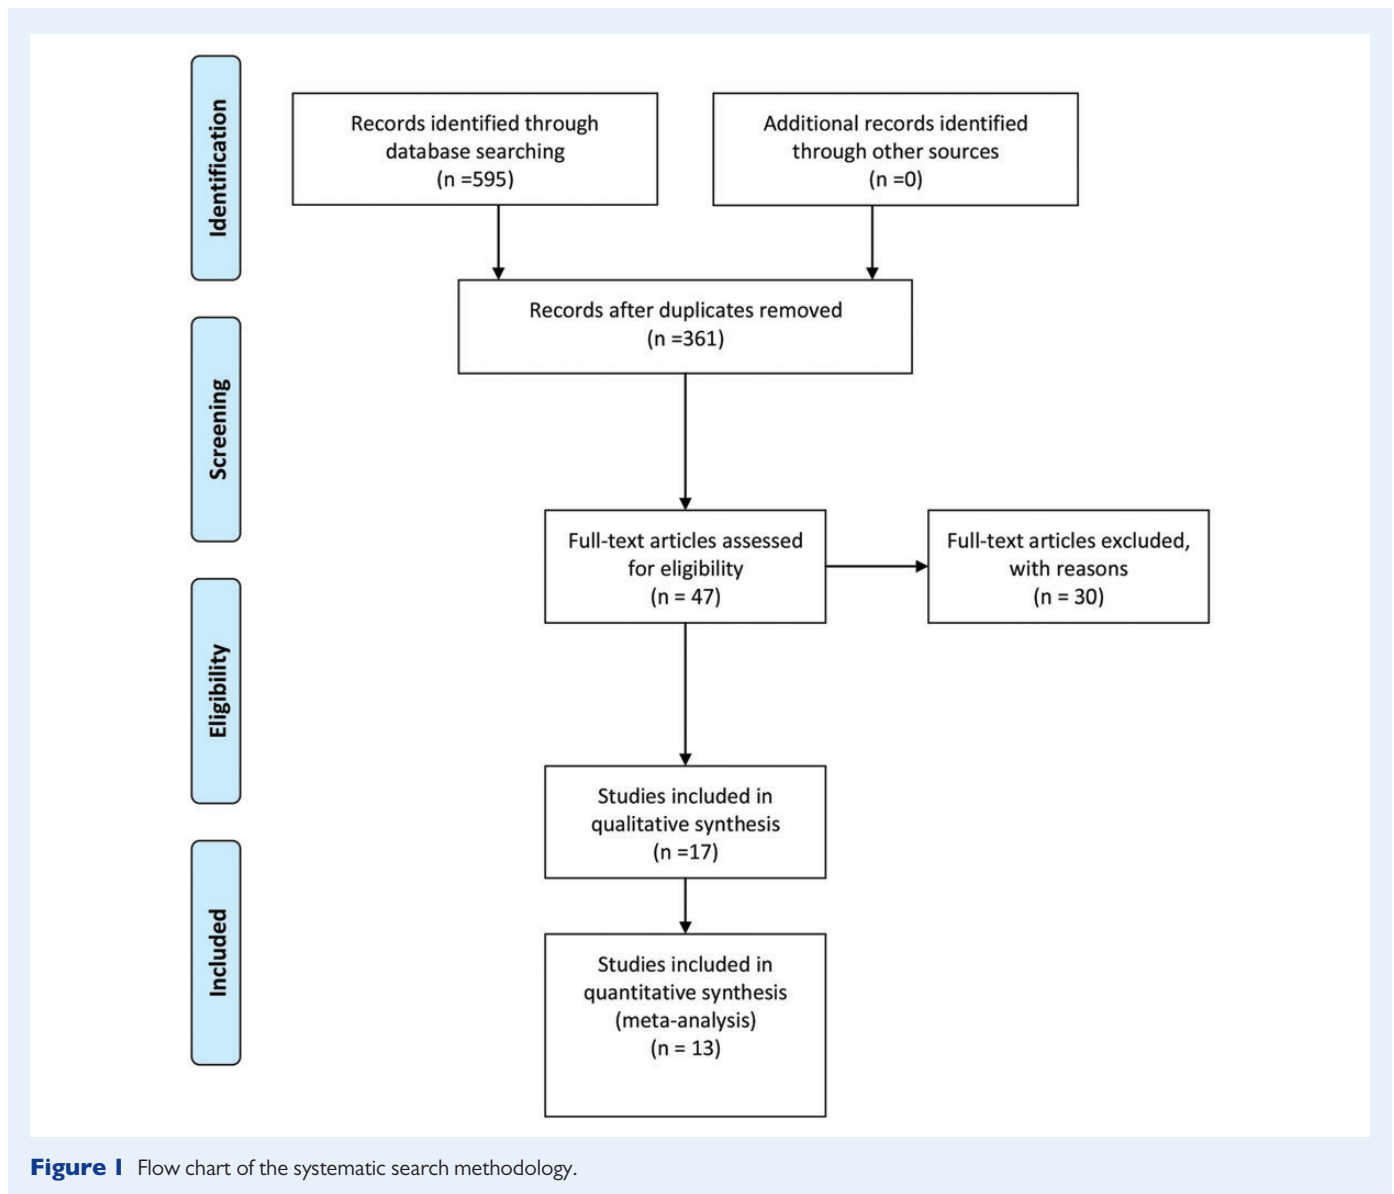 Identification
Records identified through
database searching
(n =595)
Additional records identified
through other sources
(n =0)
Records after duplicates removed
(n =361)
Screening
Full-text articles assessed
for eligibility
(n = 47)
Full-text articles excluded,
with reasons
(n = 30)
Eligibility
Studies included in
qualitative synthesis
(n =17)
Included
Studies included in
quantitative synthesis
(meta-analysis)
(n = 13)
Figure 1 Flow chart of the systematic search methodology.